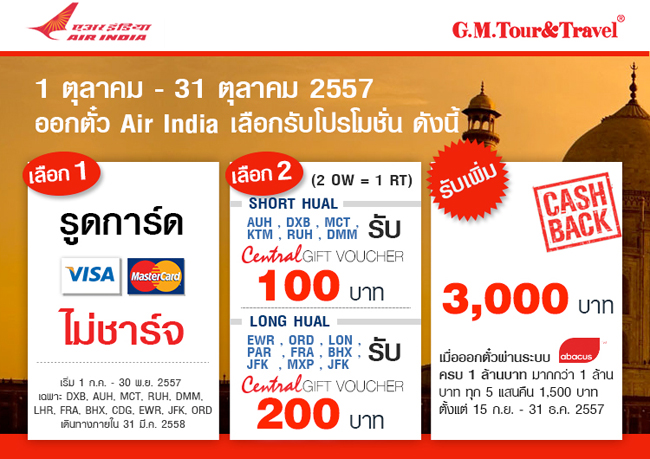 एअर इंडिया
AIR INDIA
G.M.Tour&Travel®
1 ตุลาคม - 31 ตุลาคม 2557
ออกตั๋ว Air India เลือกรับโปรโมชั่น ดังนี้
เลือก 1
รูดการ์ด
VISA MasterCard
ไม่ชาร์จ
เริ่ม 1 ก.ค. - 30 พ.ย. 2557
เฉพาะ DXB, AUH, MCT, RUH, DMM,
LHR, FRA, BHX, CDG, EWR, JFK, ORD
เดินทางภายใน 31 มี.ค. 2558
เลือก 2
(2 OW = 1 RT)
SHORT HUAL
AUH , DXB , MCT ,
KTM , RUH , DMM
รับ
Central GIFT VOUCHER
100 บาท
LONG HUAL
EWR , ORD , LON ,
PAR , FRA , BHX ,
JFK , MXP , JFK
รับ
Central GIFT VOUCHER
200 บาท
รับเพิ่ม
CASH
BACK
3,000 บาท
เมื่อออกตั๋วผ่านระบบ abacus
ครบ 1 ล้านบาท มากกว่า 1 ล้าน
บาท ทุก 5 แสนคืน 1,500 บาท
ตั้งแต่ 15 ก.ย. - 31 ธ.ค. 2557